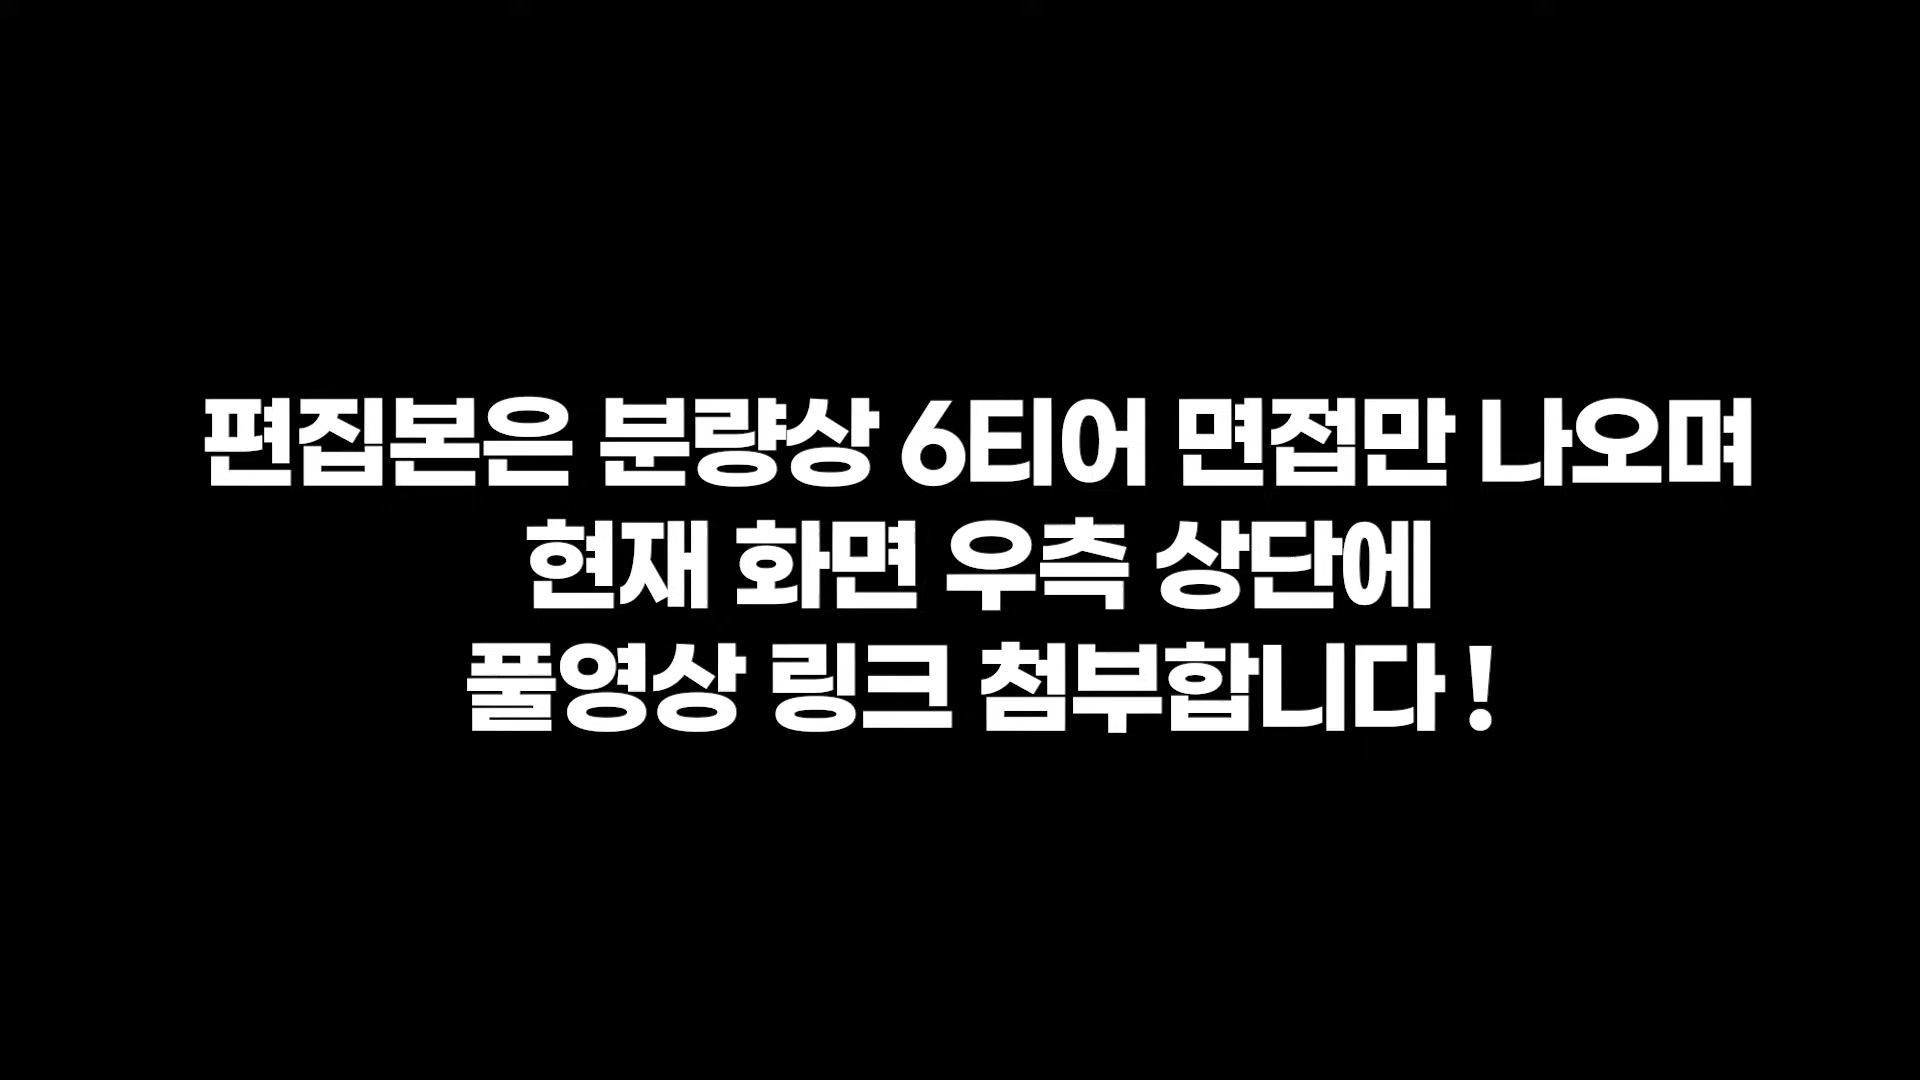 편집본은 분량상 6티어 면접만 나오며
현재 화면 우측 상단에
풀영상 링크 첨부합니다!